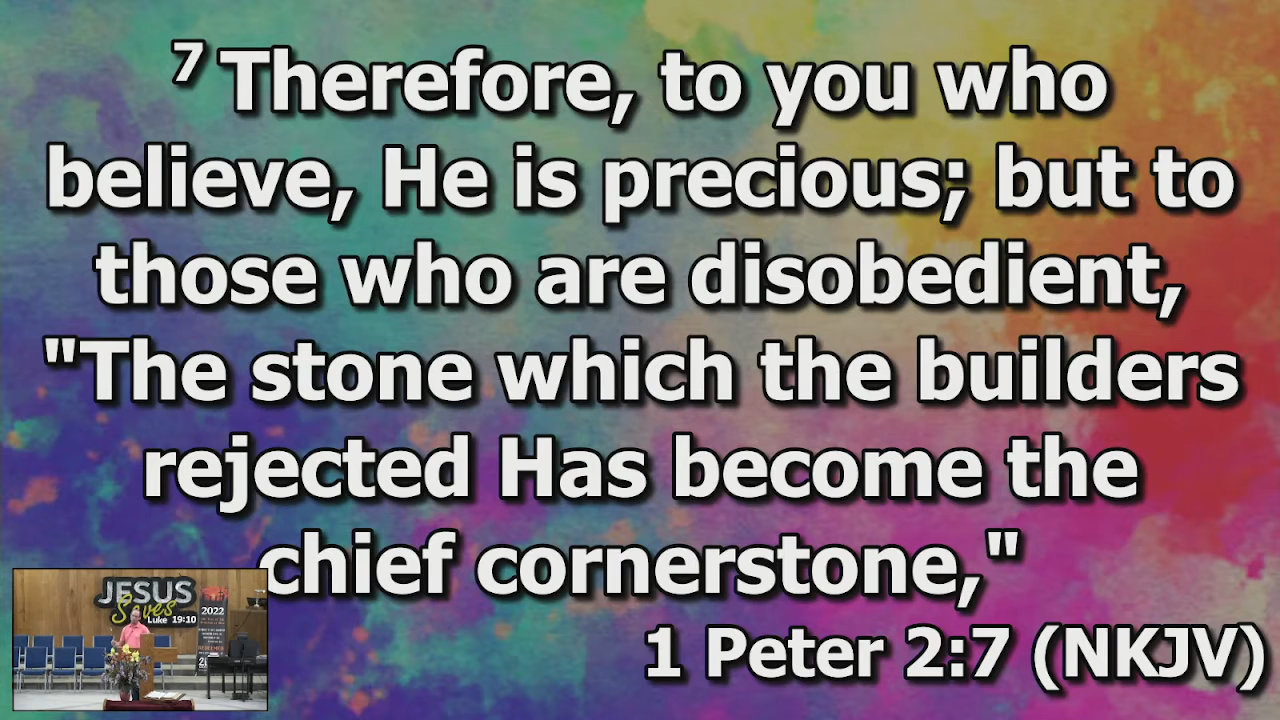 7 Therefore, to you who
believe, He is precious; but to
those who are disobedient,
"The stone which the builders
rejected Has become the
chief cornerstone,"
1 Peter 2:7 (NKJV)
JESUS
Saves
Luke 19:10
2022